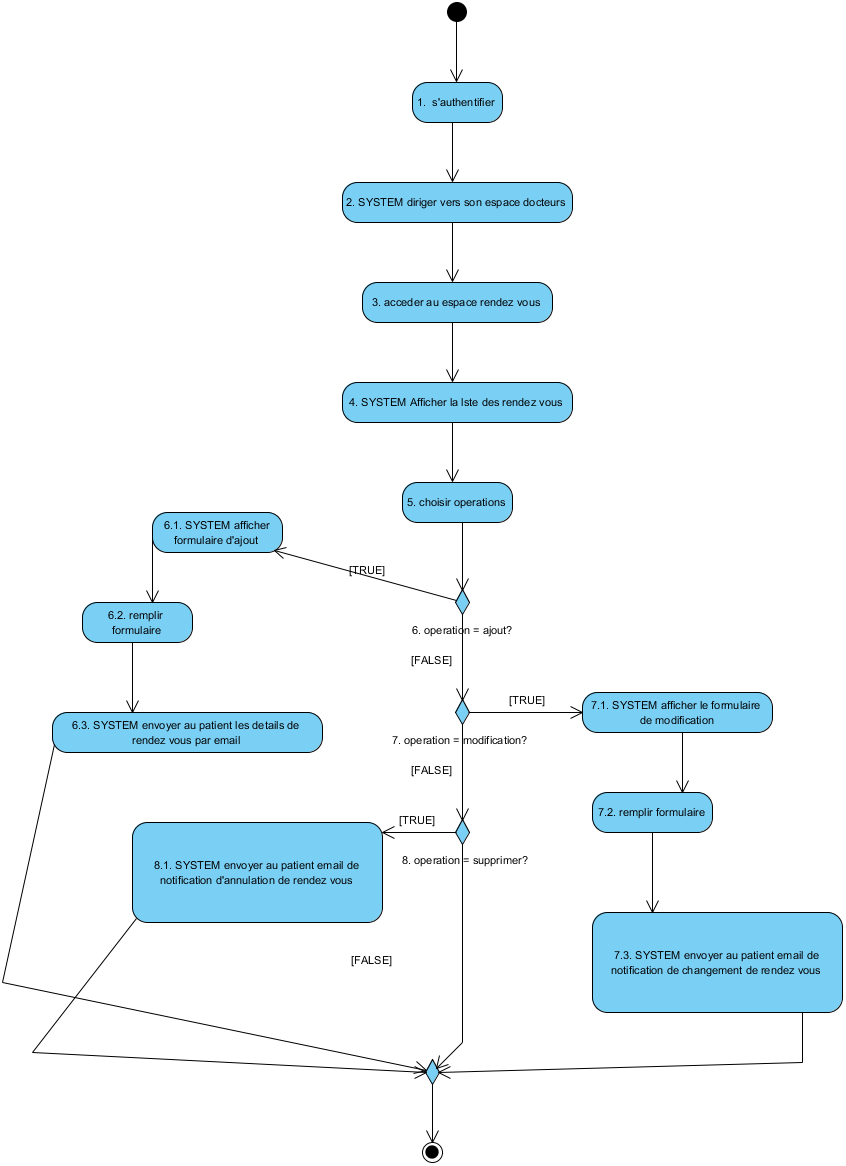 1.  s'authentifier
2. SYSTEM diriger vers son espace docteurs
3. acceder au espace rendez vous
4. SYSTEM Afficher la lste des rendez vous
5. choisir operations
6.1. SYSTEM afficher
formulaire d'ajout
[TRUE]
6.2. remplir
formulaire
6. operation = ajout?
[FALSE]
6.3. SYSTEM envoyer au patient les details de
rendez vous par email
[TRUE]
7.1. SYSTEM afficher le formulaire
de modification
7. operation = modification?
[FALSE]
7.2. remplir formulaire
[TRUE]
8. operation = supprimer?
8.1. SYSTEM envoyer au patient email de
notification d'annulation de rendez vous
[FALSE]
7.3. SYSTEM envoyer au patient email de
notification de changement de rendez vous